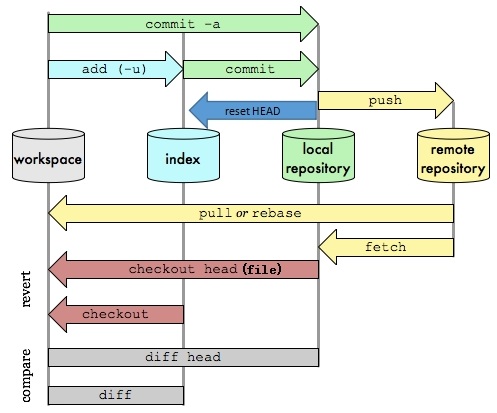 commit -a
add (-u)
commit
push
reset HEAD
workspace
index
local
repository
remote
repository
pull or rebase
fetch
revert
checkout head (file)
checkout
compare
diff head
diff